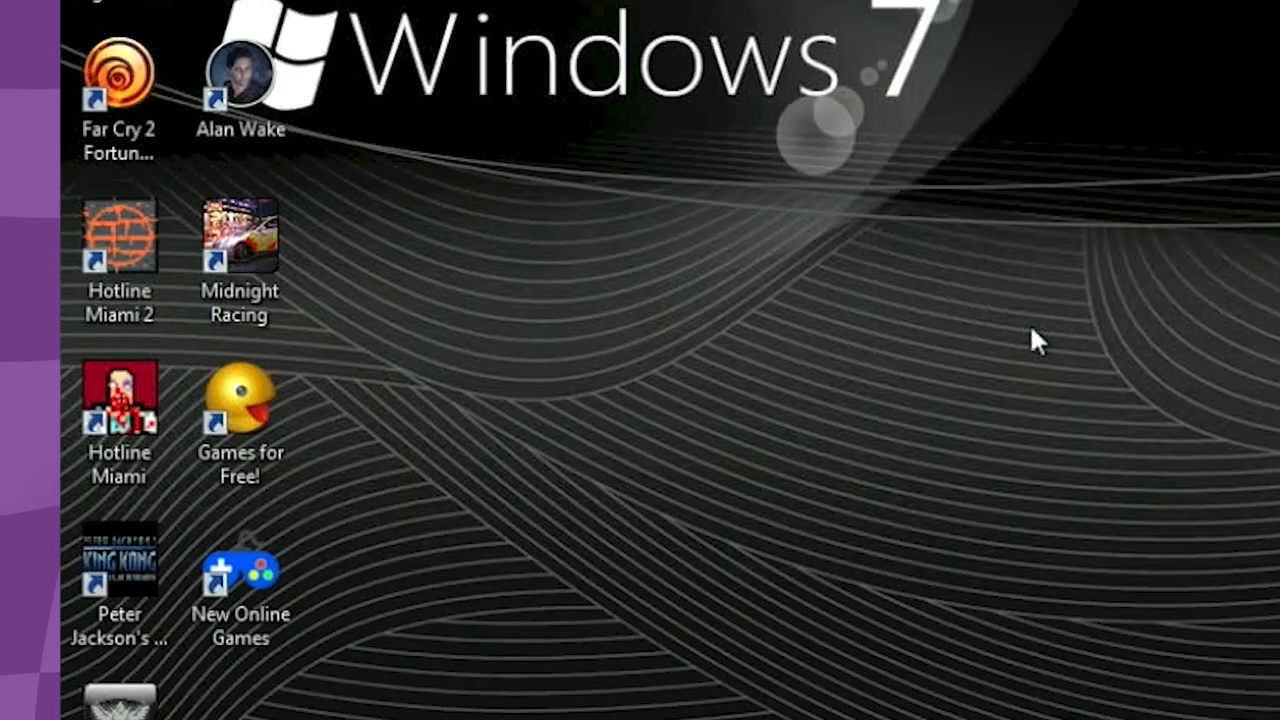 Windows 7
Far Cry 2
Fortun...
Alan Wake
Hotline
Miami 2
Midnight
Racing
Hotline
Miami
Games for
Free!
KING KONG
Peter
Jackson's ...
New Online
Games